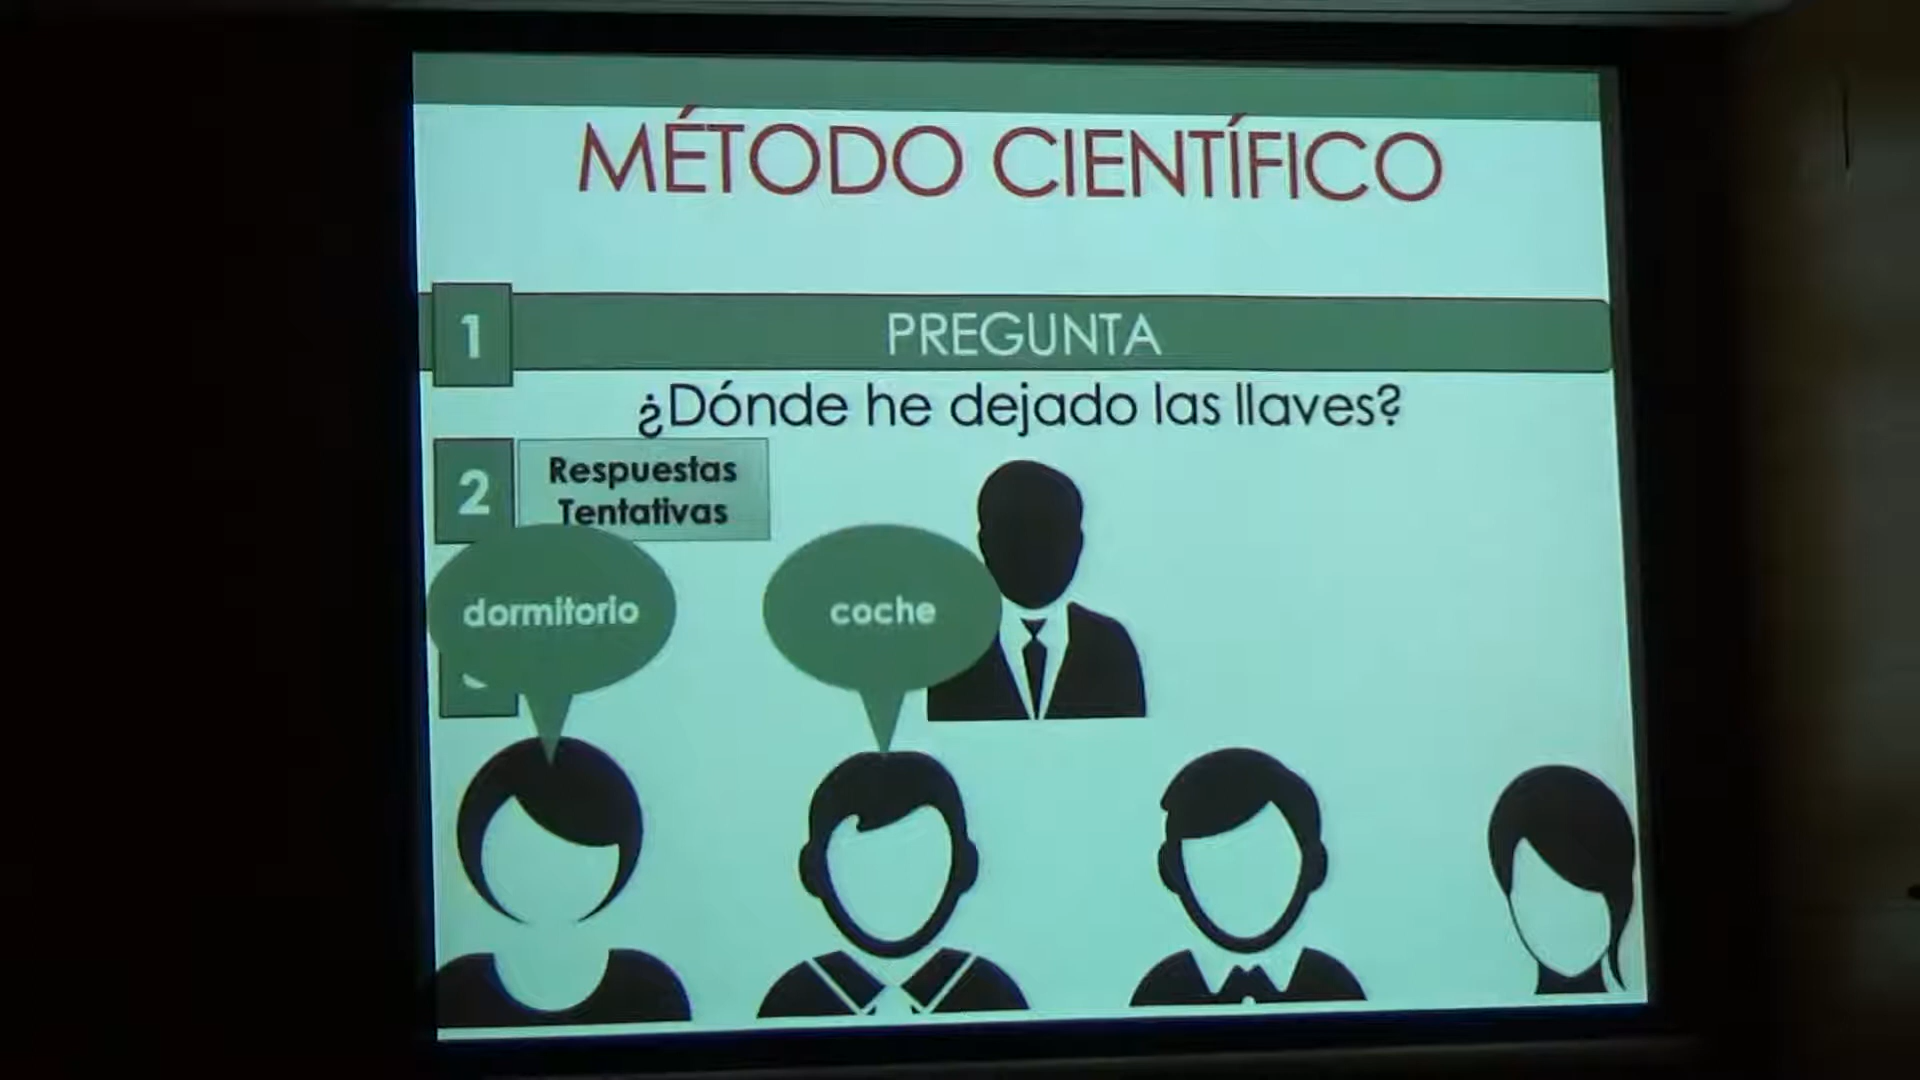 MÉTODO CIENTÍFICO
1
PREGUNTA
¿Dónde he dejado las llaves?
2
Respuestas
Tentativas
dormitorio
coche